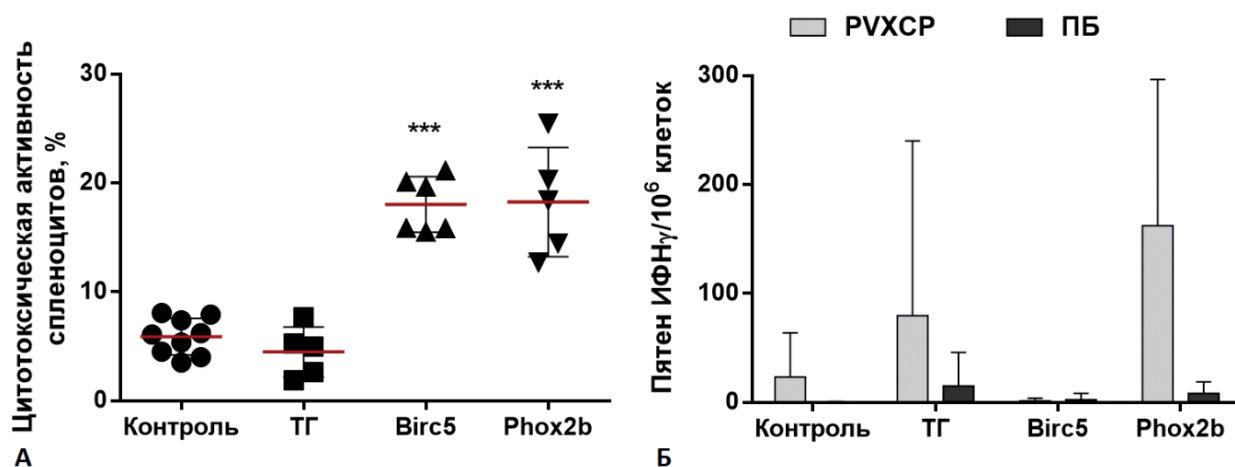 Цитотоксическая активность
спленоцитов, %
30
20
10
0
***
***
Контроль
ТГ
Birc5
Phox2b
А
PVXCP
ПБ
Пятен ИФНγ/10⁶ клеток
300
200
100
0
Контроль
ТГ
Birc5
Phox2b
Б